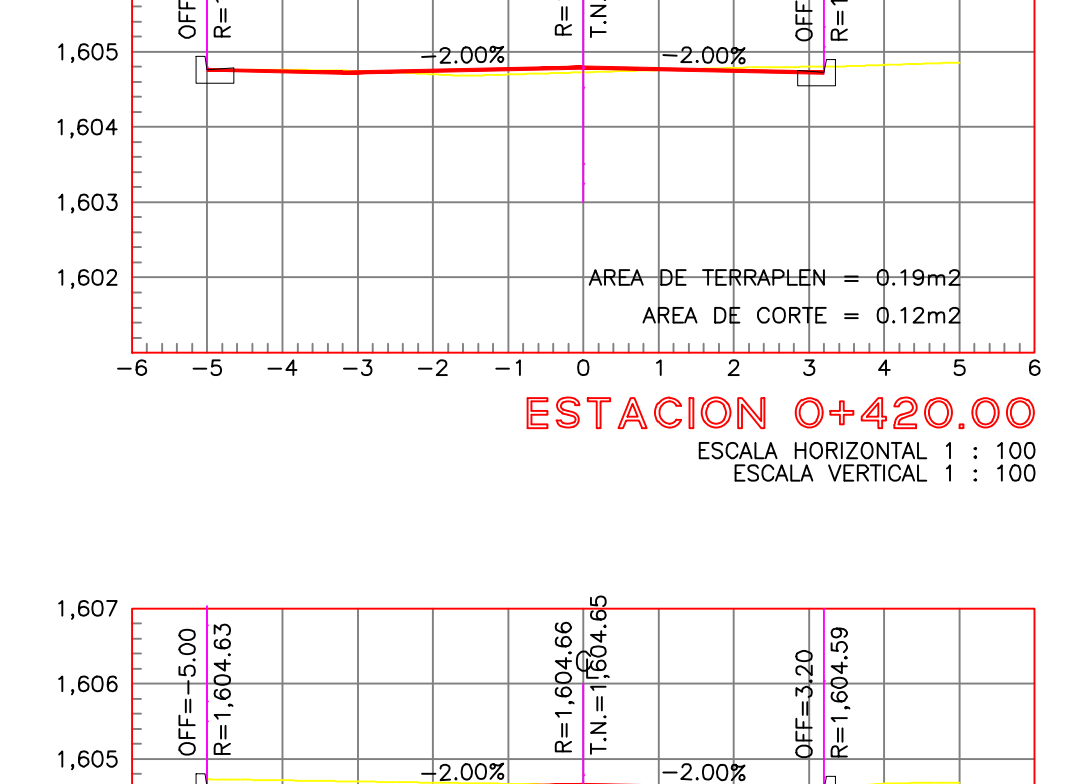 OFF
R=
R=
T.N.
OFF
R=
1,605
-2.00%
-2.00%
1,604
1,603
1,602
AREA DE TERRAPLEN = 0.19m2
AREA DE CORTE = 0.12m2
-6 -5 -4 -3 -2 -1 0 1 2 3 4 5 6
ESTACION 0+420.00
ESCALA HORIZONTAL 1 : 100
ESCALA VERTICAL 1 : 100
1,607
OFF=-5.00
R=1,604.63
R=1,604.66
T.N.=1,604.65
OFF=3.20
R=1,604.59
1,606
1,605
-2.00%
-2.00%